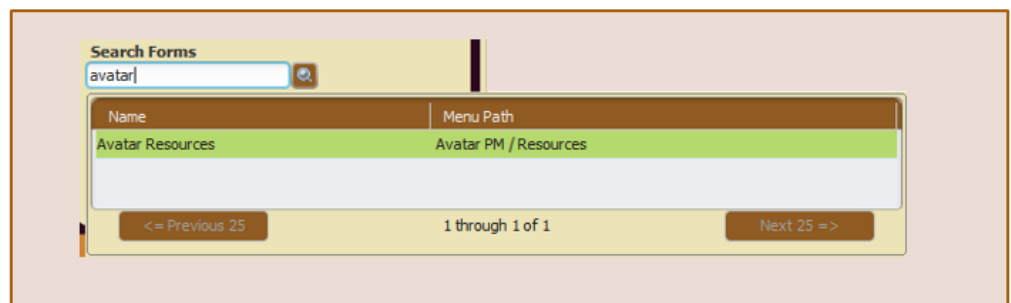 Search Forms
avatar
Name Menu Path
Avatar Resources Avatar PM / Resources
<= Previous 25 1 through 1 of 1 Next 25 =>